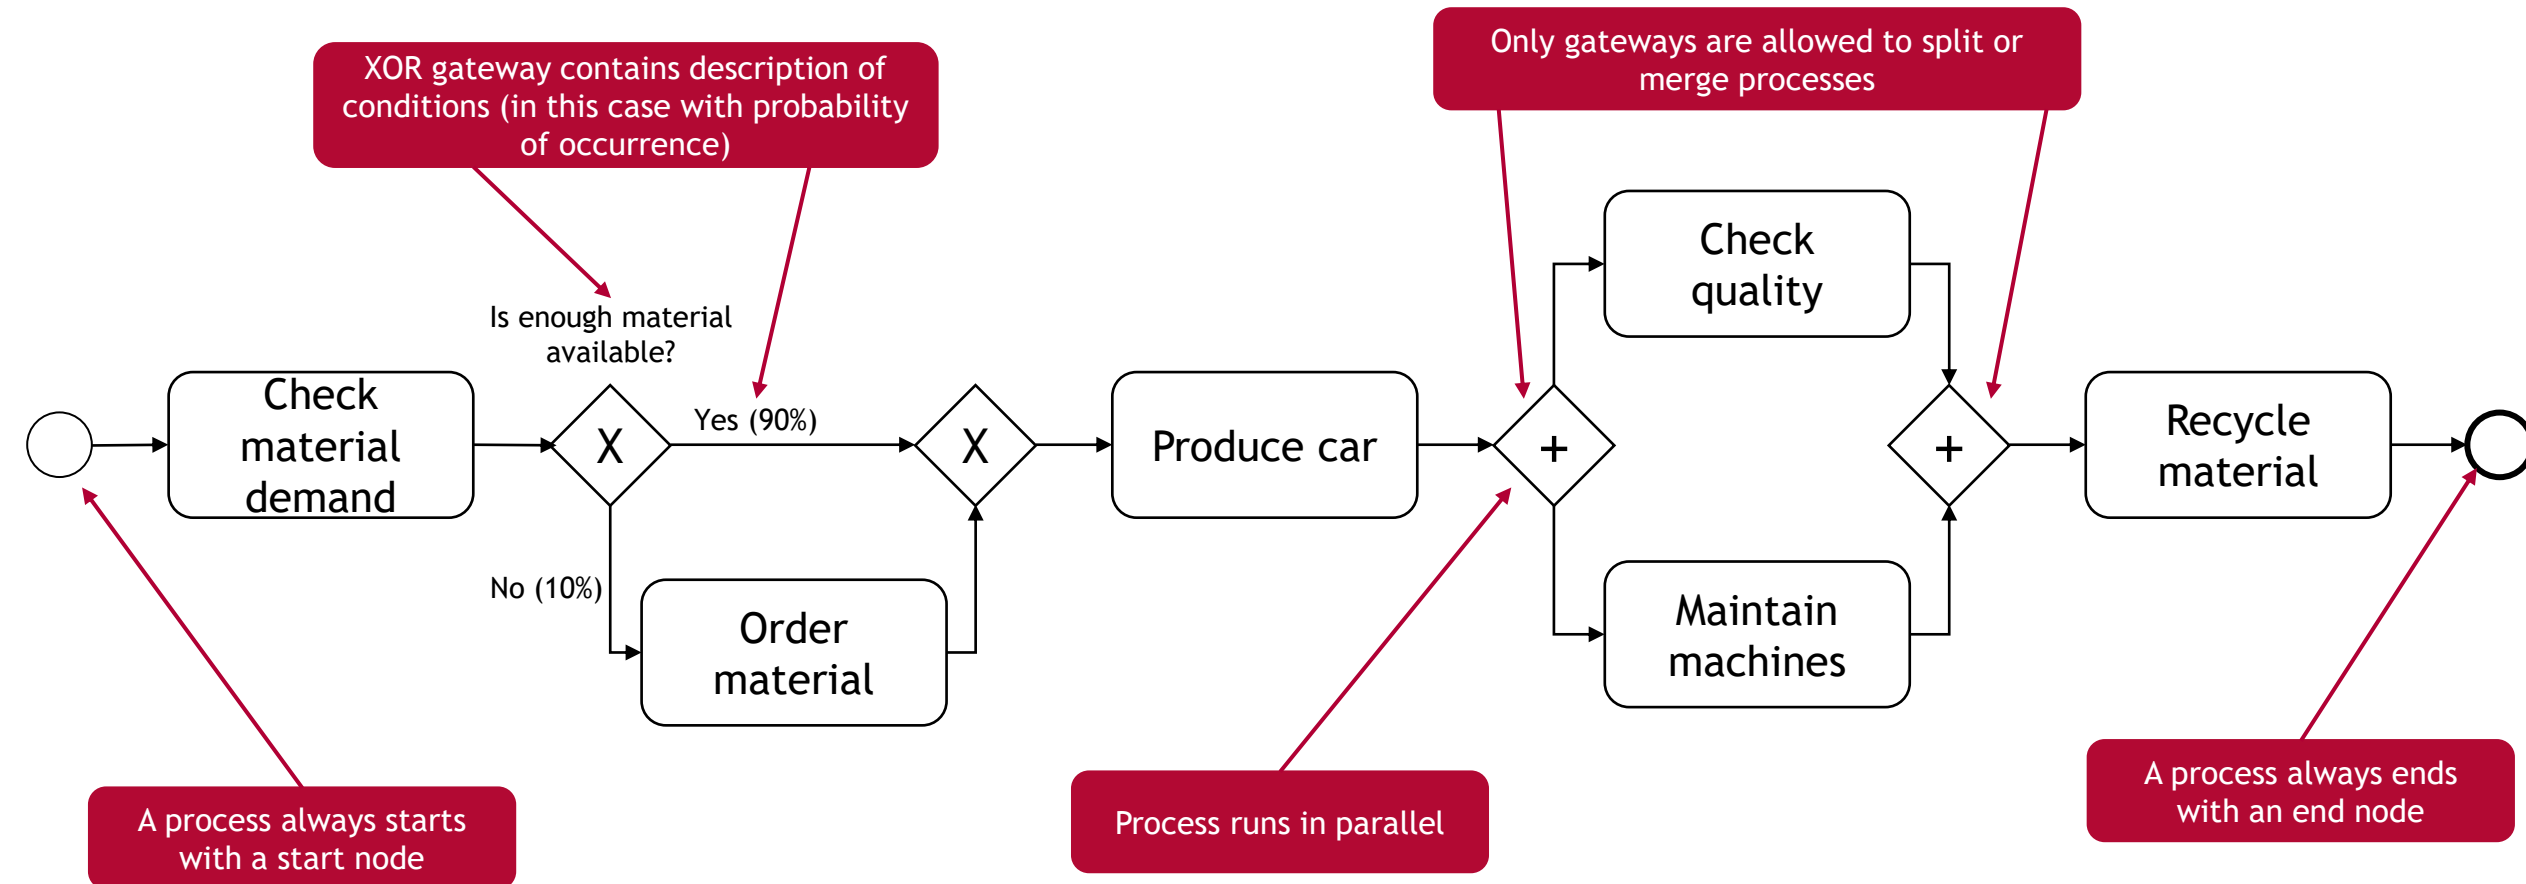 XOR gateway contains description of
conditions (in this case with probability
of occurrence)
Only gateways are allowed to split or
merge processes
Is enough material
available?
Check
material
demand
X
Yes (90%)
X
No (10%)
Order
material
Produce car
+
Check
quality
Maintain
machines
+
Recycle
material
A process always starts
with a start node
Process runs in parallel
A process always ends
with an end node